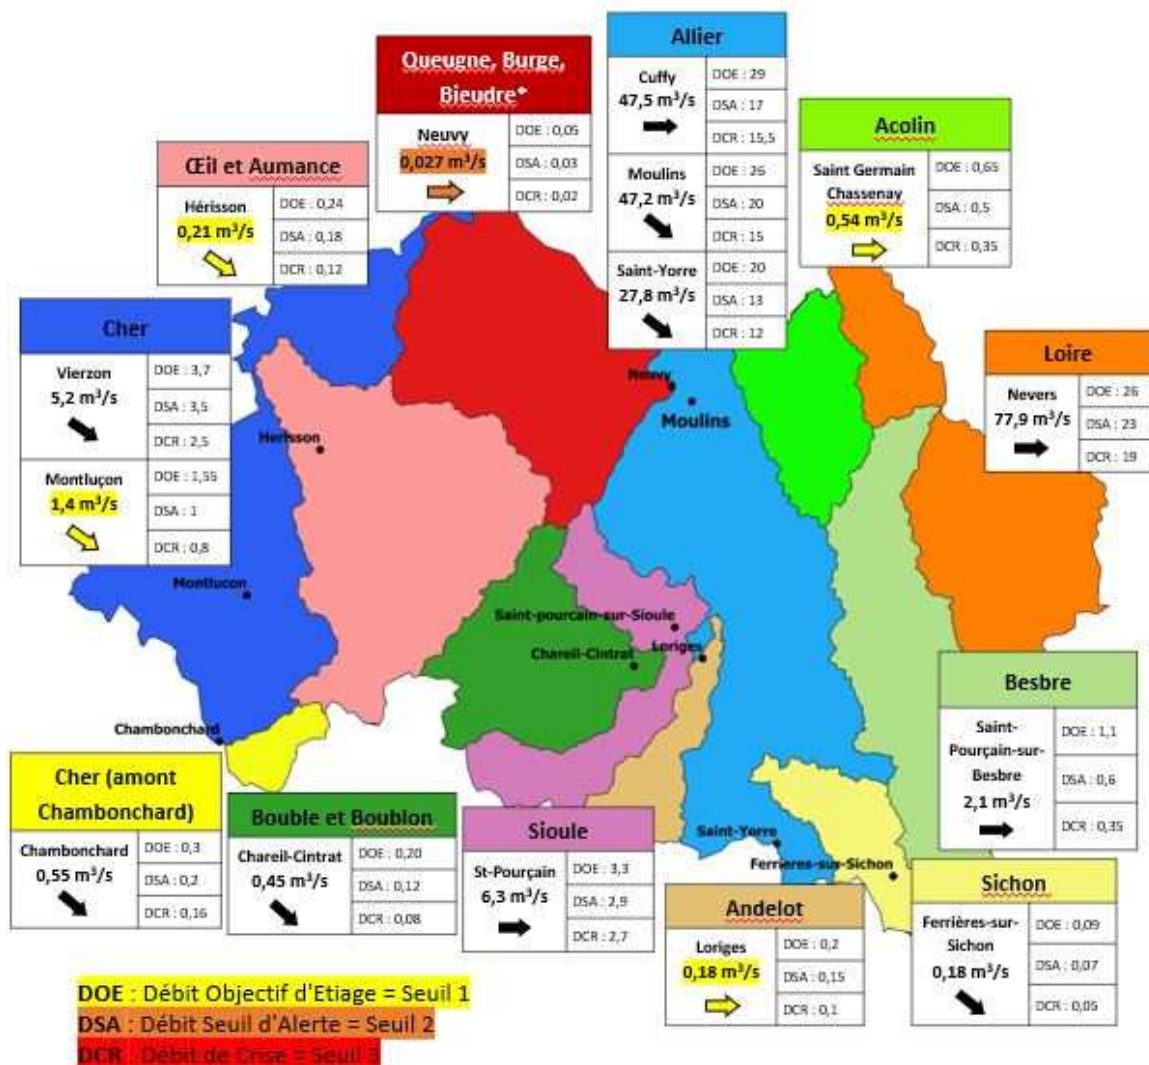 Allier
Cuffy
47,5 m³/s
DOE : 29
DSA : 17
DCR : 15,5
Moulins
47,2 m³/s
DOE : 26
DSA : 20
DCR : 15
Saint-Yorre
27,8 m³/s
DOE : 20
DSA : 13
DCR : 12
Queugne, Burge,
Bieudre*
Neuvy
0,027 m³/s
DOE : 0,05
DSA : 0,03
DCR : 0,02
Acolin
Saint Germain
Chassenay
0,54 m³/s
DOE : 0,65
DSA : 0,5
DCR : 0,35
Œil et Aumance
Hérisson
0,21 m³/s
DOE : 0,24
DSA : 0,18
DCR : 0,12
Cher
Vierzon
5,2 m³/s
DOE : 3,7
DSA : 3,5
DCR : 2,5
Montluçon
1,4 m³/s
DOE : 1,55
DSA : 1
DCR : 0,8
Loire
Nevers
77,9 m³/s
DOE : 26
DSA : 23
DCR : 19
Neuvy
Moulins
Herisson
Montlucon
Saint-pourcain-sur-Sioule
Loriges
Chareil-Cintrat
Chambonchard
Saint-Yorre
Ferrieres-sur-Sichon
Besbre
Saint-
Pourçain-sur-
Besbre
2,1 m³/s
DOE : 1,1
DSA : 0,6
DCR : 0,35
Cher (amont
Chambonchard)
Chambonchard
0,55 m³/s
DOE : 0,3
DSA : 0,2
DCR : 0,16
Bouble et Boublon
Chareil-Cintrat
0,45 m³/s
DOE : 0,20
DSA : 0,12
DCR : 0,08
Sioule
St-Pourçain
6,3 m³/s
DOE : 3,3
DSA : 2,9
DCR : 2,7
Andelot
Loriges
0,18 m³/s
DOE : 0,2
DSA : 0,15
DCR : 0,1
Sichon
Ferrières-sur-
Sichon
0,18 m³/s
DOE : 0,09
DSA : 0,07
DCR : 0,05
DOE : Débit Objectif d'Etiage = Seuil 1
DSA : Débit Seuil d'Alerte = Seuil 2
DCR : Débit de Crise = Seuil 3